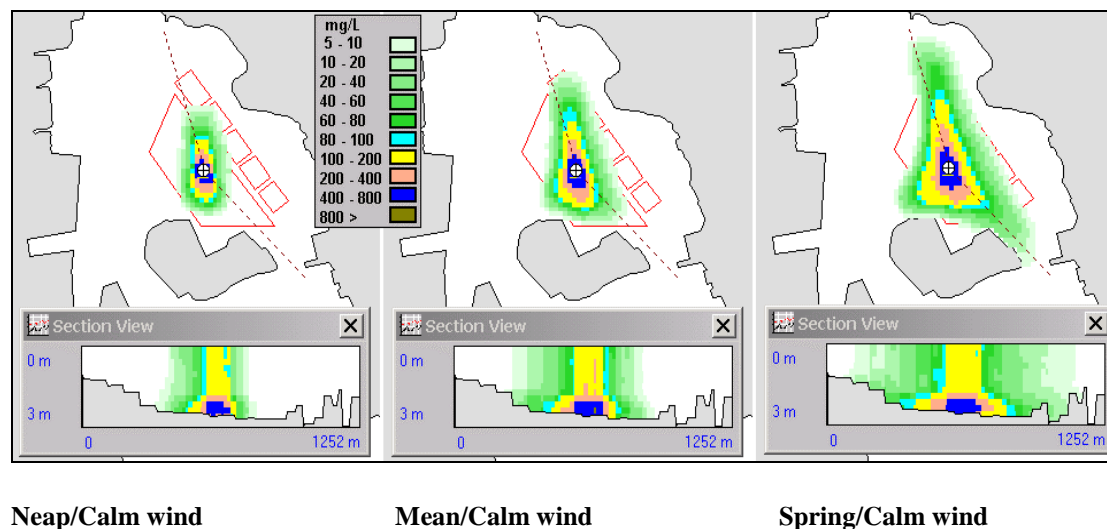 mg/L
5 - 10
10 - 20
20 - 40
40 - 60
60 - 80
80 - 100
100 - 200
200 - 400
400 - 800
800 >
Section View
0 m
3 m
0
1252 m
Section View
0 m
3 m
0
1252 m
Section View
0 m
3 m
0
1252 m
Neap/Calm wind
Mean/Calm wind
Spring/Calm wind